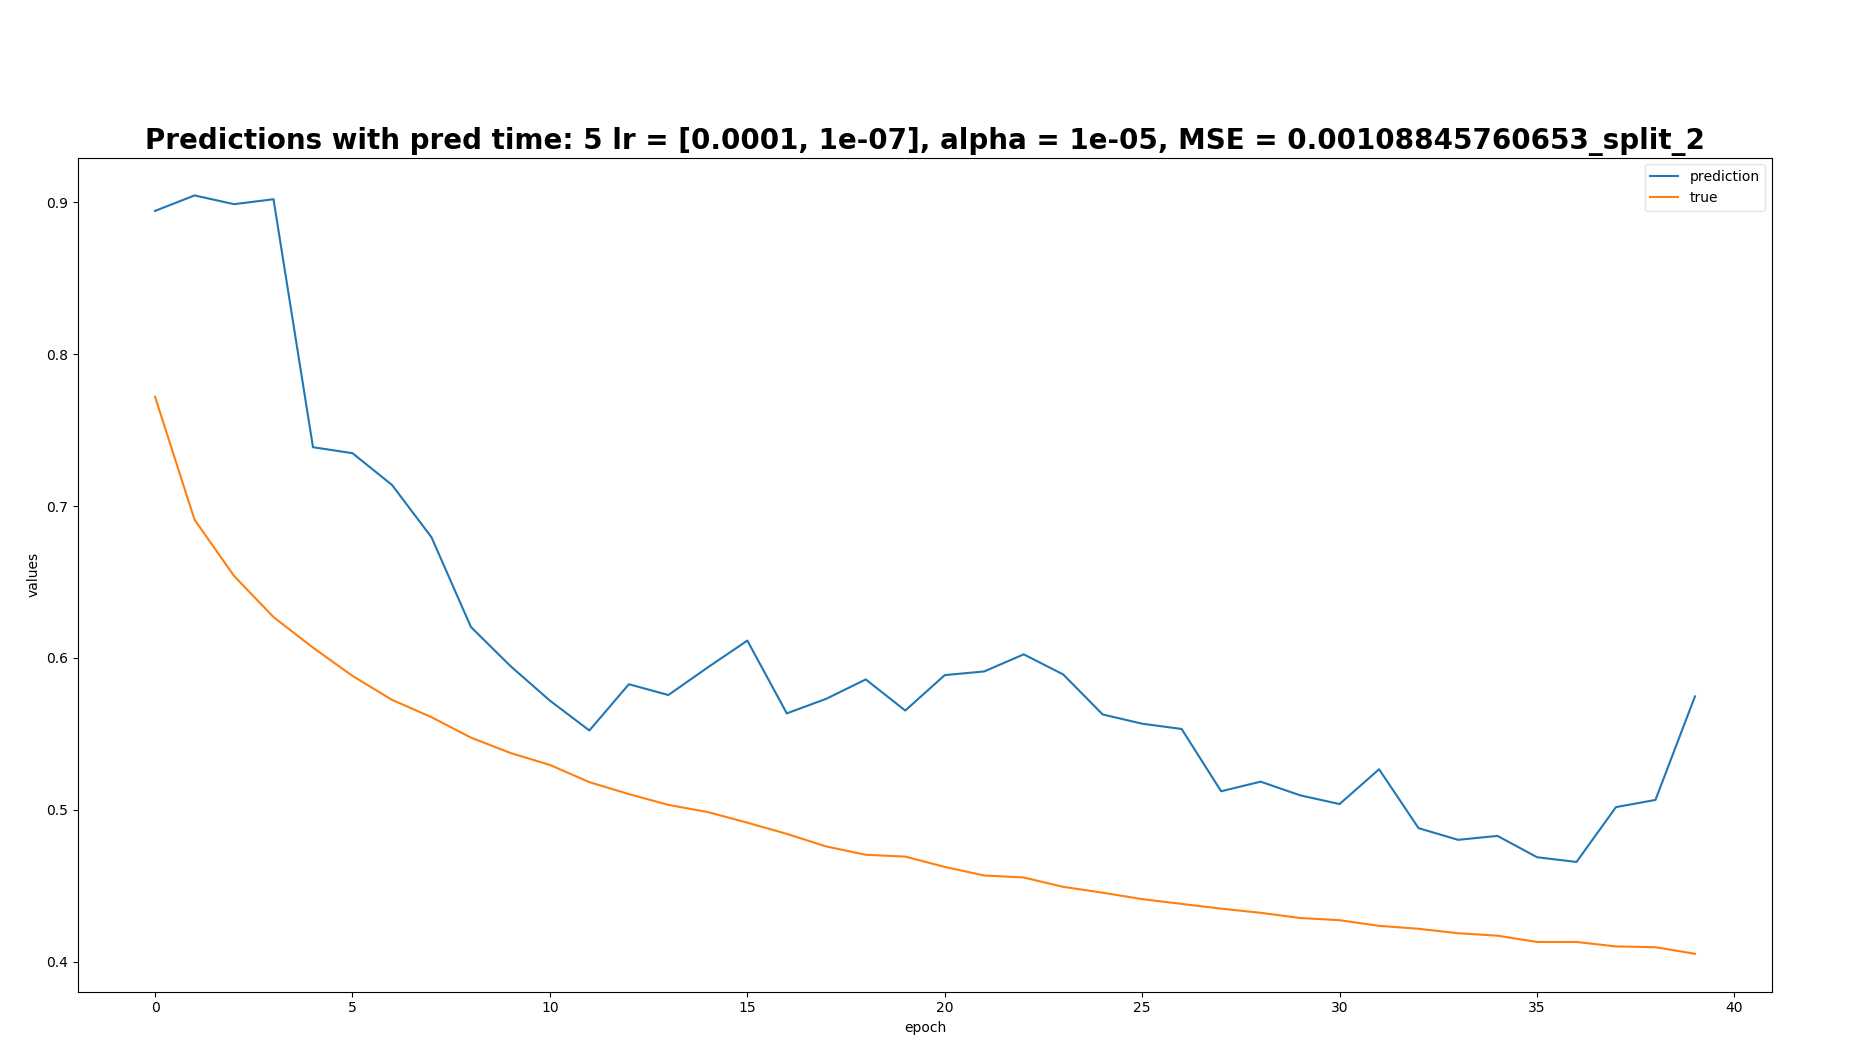 Predictions with pred time: 5 lr = [0.0001, 1e-07], alpha = 1e-05, MSE = 0.00108845760653_split_2
prediction
true
values
0.9
0.8
0.7
0.6
0.5
0.4
0 5 10 15 20 25 30 35 40
epoch